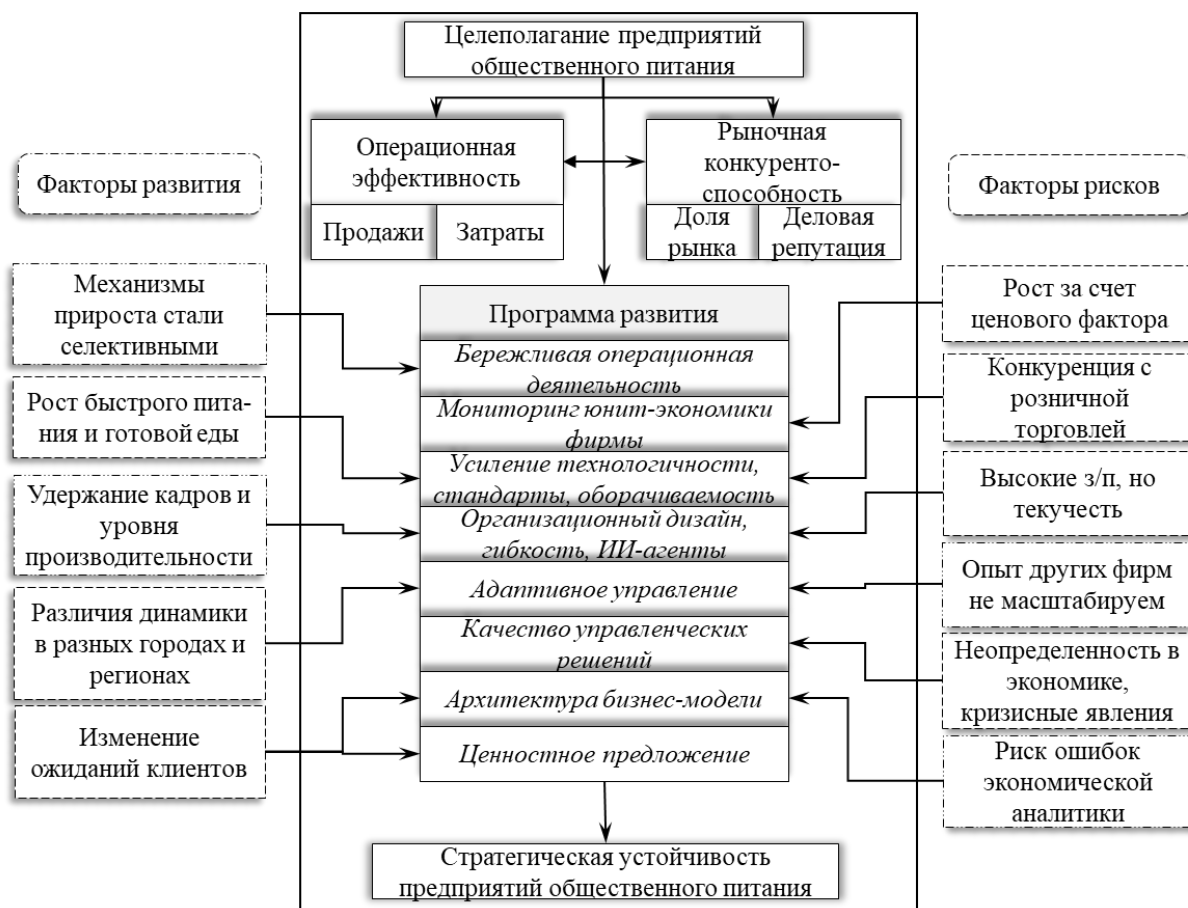 Целеполагание предприятий
общественного питания
Операционная
эффективность
Продажи
Затраты
Рыночная
конкуренто-
способность
Доля
рынка
Деловая
репутация
Факторы развития
Механизмы
прироста стали
селективными
Рост быстрого пита-
ния и готовой еды
Удержание кадров и
уровня
производительности
Различия динамики
в разных городах и
регионах
Изменение
ожиданий клиентов
Программа развития
Бережливая операционная
деятельность
Мониторинг юнит-экономики
фирмы
Усиление технологичности,
стандарты, оборачиваемость
Организационный дизайн,
гибкость, ИИ-агенты
Адаптивное управление
Качество управленческих
решений
Архитектура бизнес-модели
Ценностное предложение
Факторы рисков
Рост за счет
ценового фактора
Конкуренция с
розничной
торговлей
Высокие з/п, но
текучесть
Опыт других фирм
не масштабируем
Неопределенность в
экономике,
кризисные явления
Риск ошибок
экономической
аналитики
Стратегическая устойчивость
предприятий общественного питания